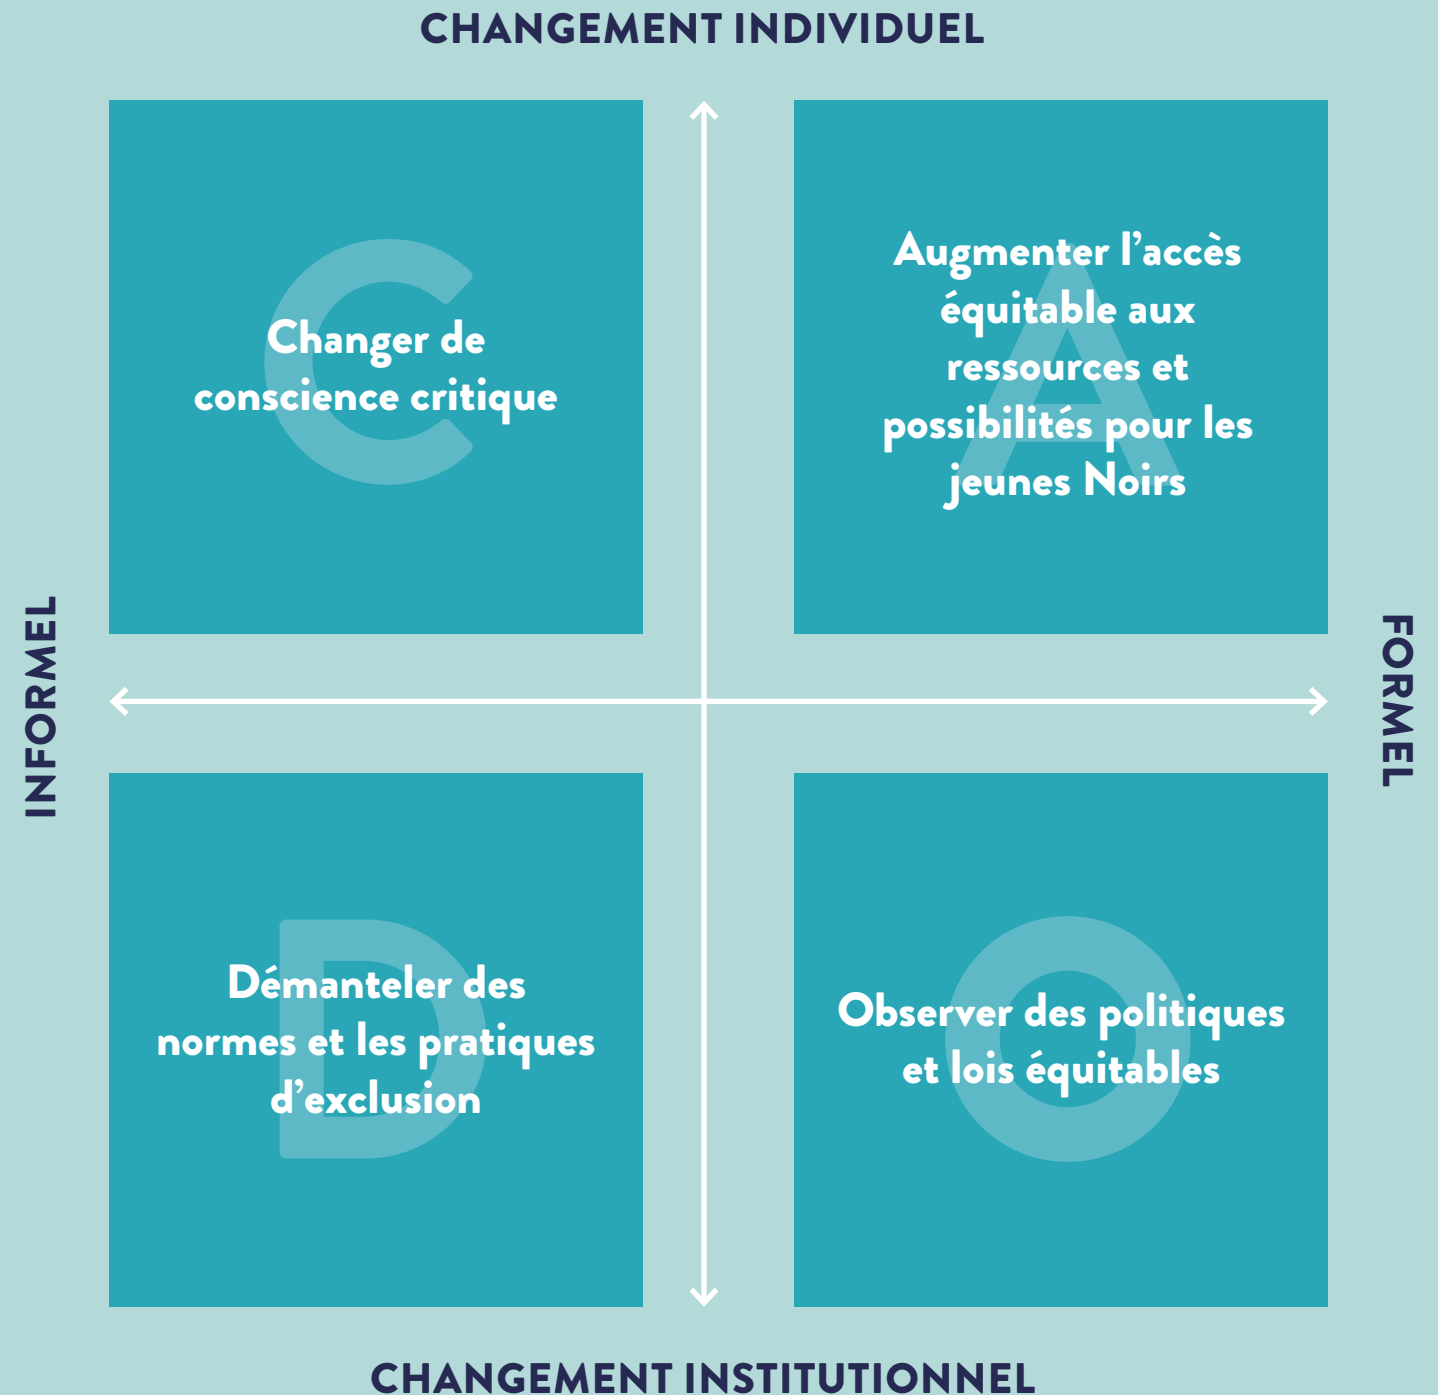 CHANGEMENT INDIVIDUEL
C
Changer de
conscience critique
A
Augmenter l’accès
équitable aux
ressources et
possibilités pour les
jeunes Noirs
INFORMEL
FORMEL
D
Démanteler des
normes et les pratiques
d’exclusion
O
Observer des politiques
et lois équitables
CHANGEMENT INSTITUTIONNEL